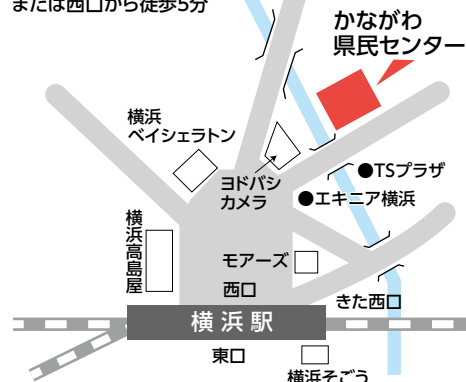 または西口から徒歩5分
かながわ
県民センター
横浜
ベイシェラトン
●TSプラザ
ヨドバシ
カメラ
●エキニア横浜
横浜高島屋
モアーズ
西口
きた西口
横浜駅
東口
横浜そごう